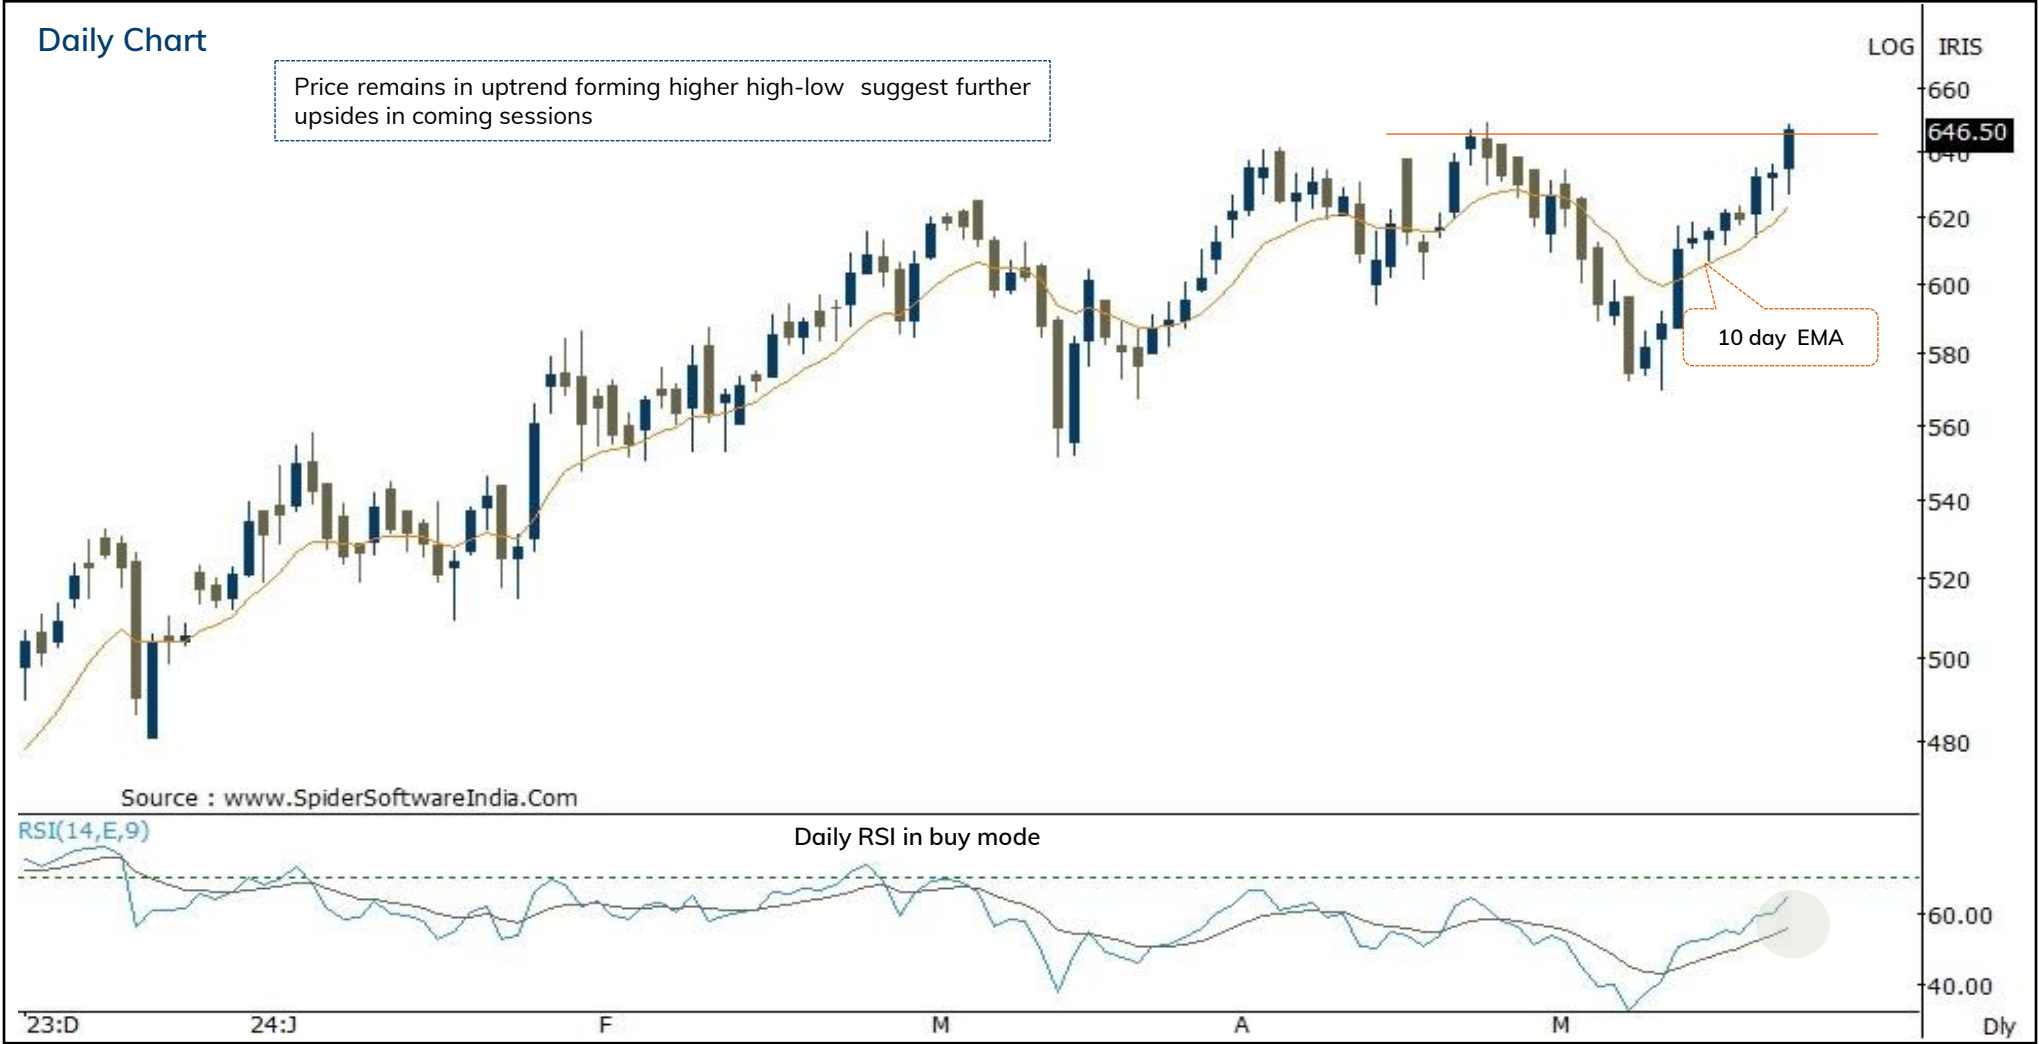 Daily Chart
LOG IRIS
Price remains in uptrend forming higher high-low suggest further
upsides in coming sessions
660
646.50
640
620
600
10 day EMA
580
560
540
520
500
480
Source : www.SpiderSoftwareIndia.Com
RSI(14,E,9)
Daily RSI in buy mode
60.00
40.00
23:D 24:J F M A M Dly